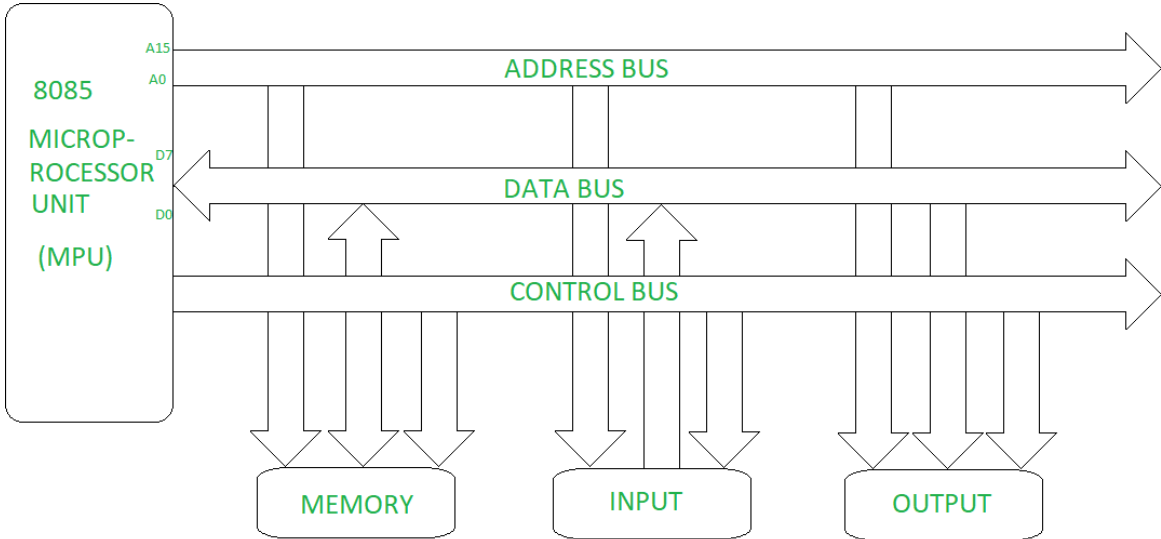 A15
ADDRESS BUS
A0
8085
MICROP-
D7
ROCESSOR
DATA BUS
UNIT
D0
(MPU)
CONTROL BUS
MEMORY
INPUT
OUTPUT